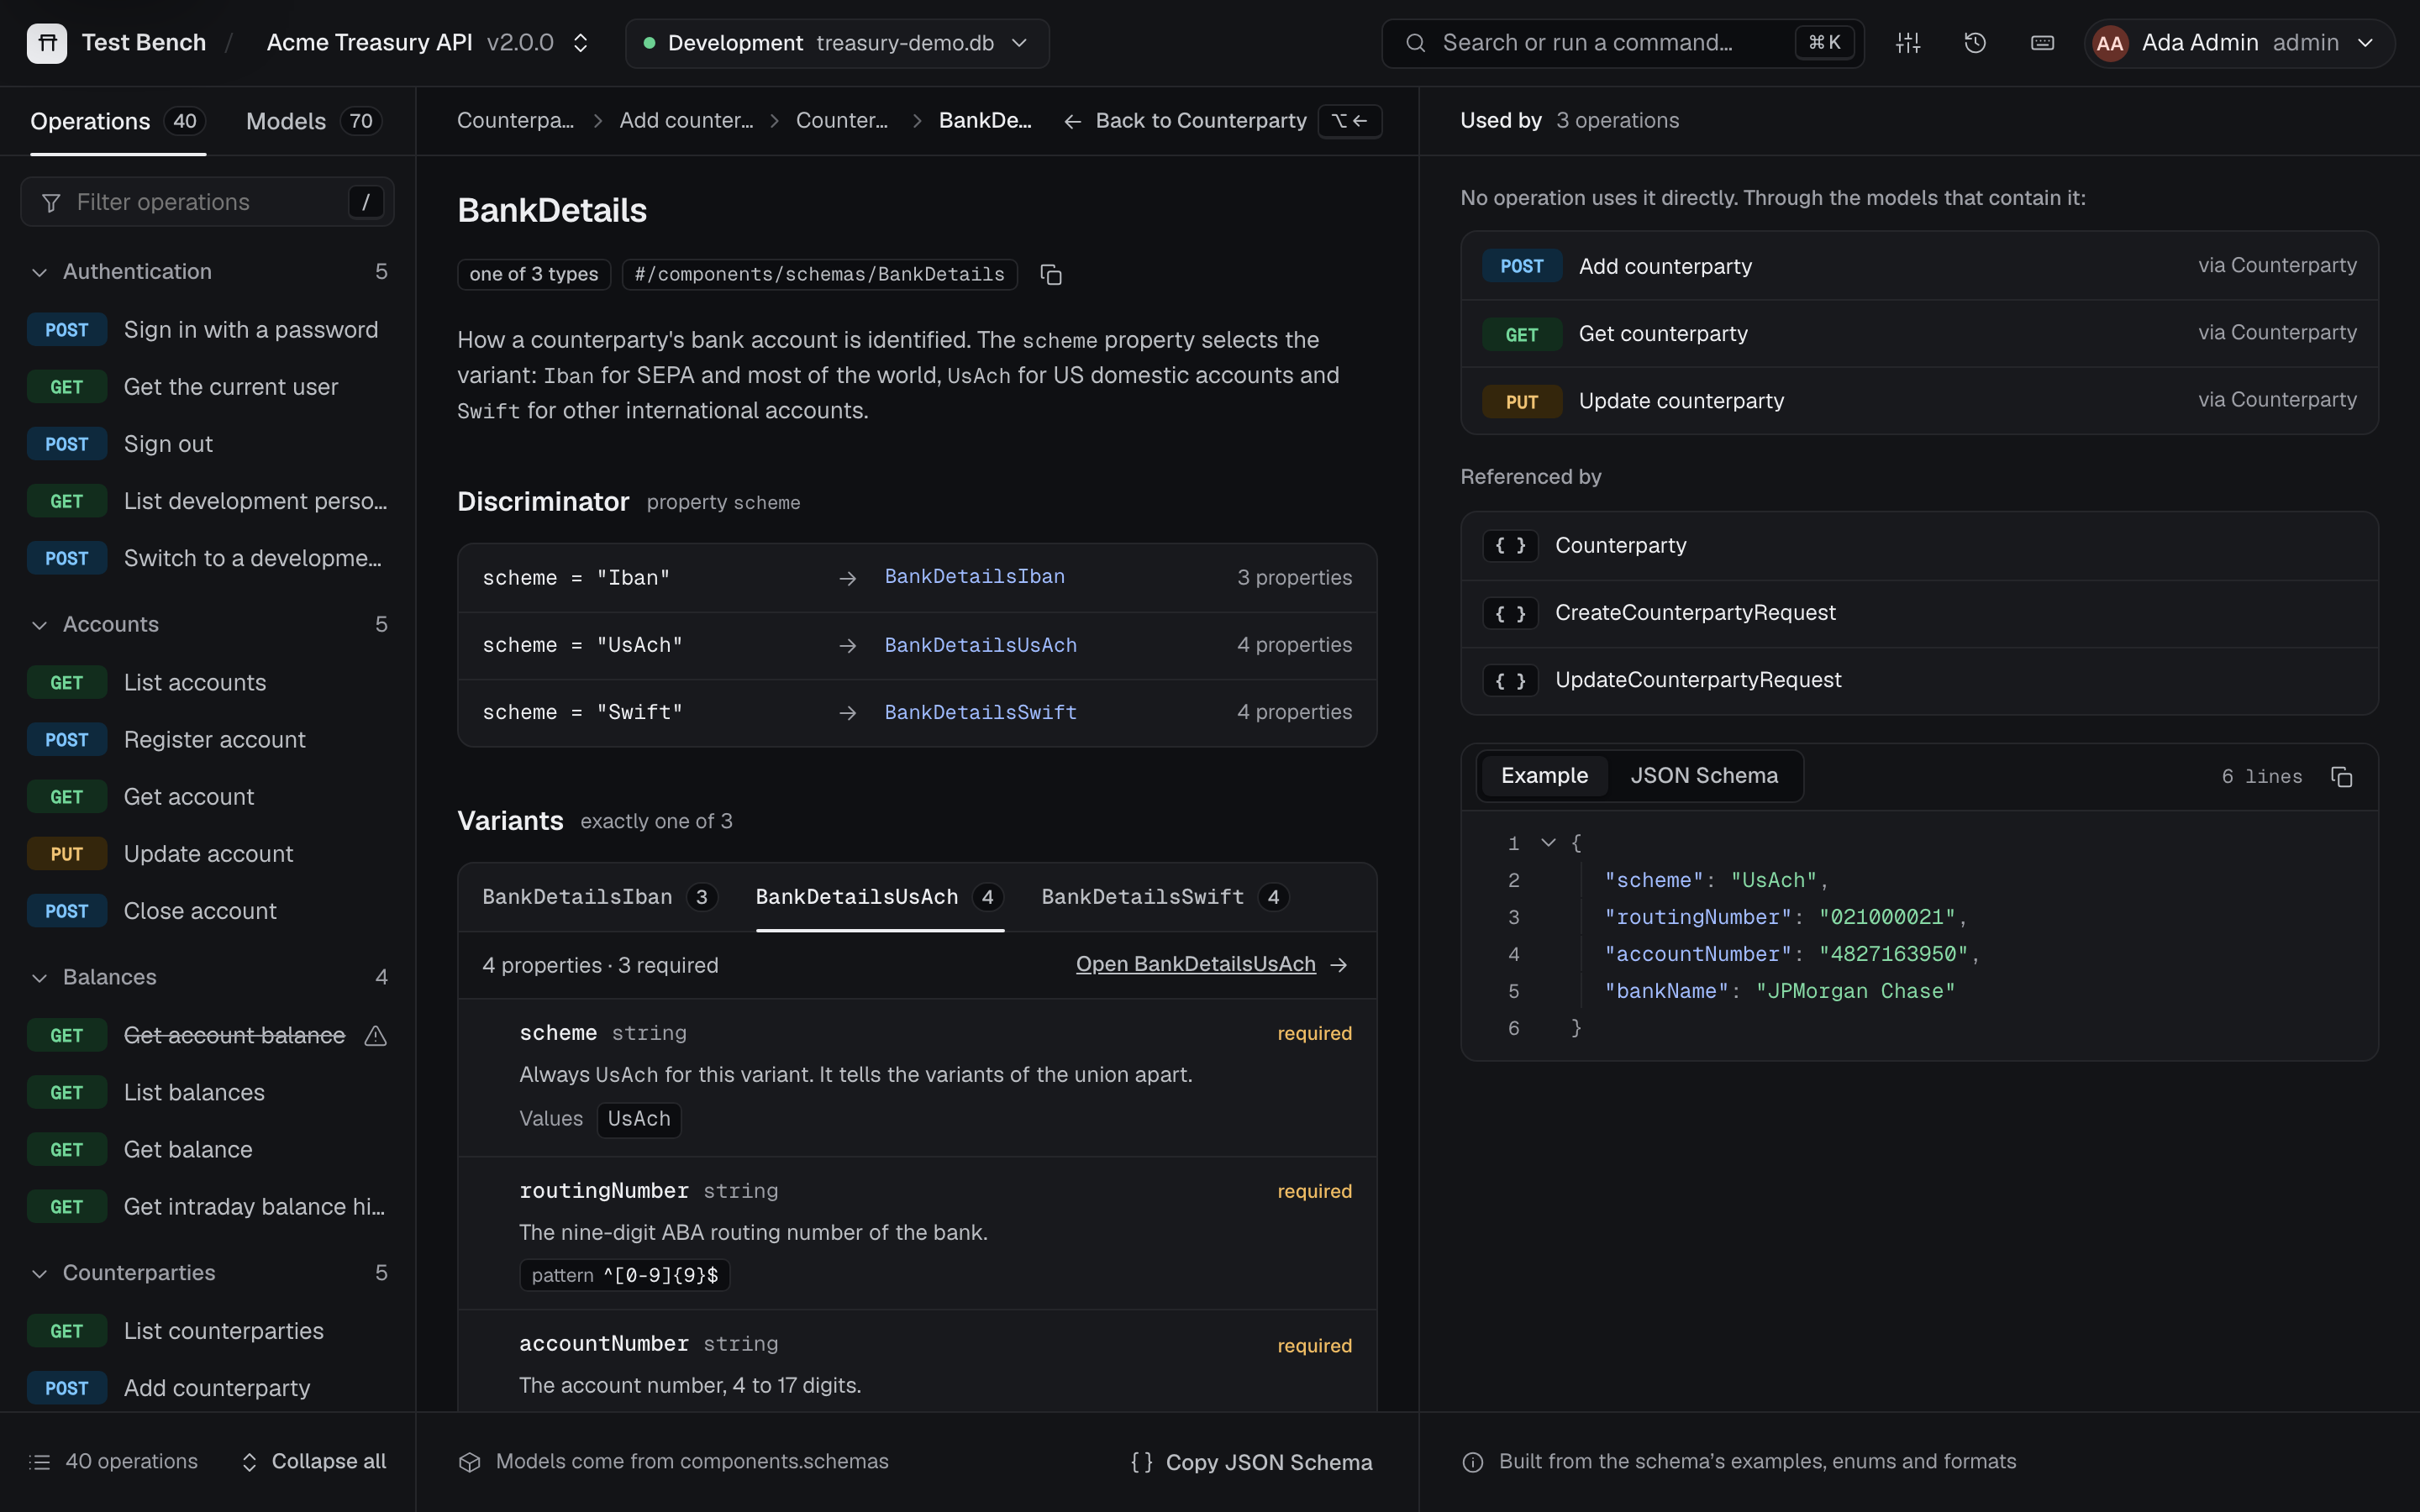 Test Bench / Acme Treasury API v2.0.0
Development treasury-demo.db
Search or run a command... ⌘K
AA Ada Admin admin
Operations 40 Models 70
Filter operations /
Authentication 5
POST Sign in with a password
GET Get the current user
POST Sign out
GET List development perso...
POST Switch to a developme...
Accounts 5
GET List accounts
POST Register account
GET Get account
PUT Update account
POST Close account
Balances 4
GET Get account balance
GET List balances
GET Get balance
GET Get intraday balance hi...
Counterparties 5
GET List counterparties
POST Add counterparty
40 operations Collapse all
Counterpa... > Add counter... > Counter... > BankDe... ← Back to Counterparty ⌥←
BankDetails
one of 3 types #/components/schemas/BankDetails
How a counterparty's bank account is identified. The scheme property selects the
variant: Iban for SEPA and most of the world, UsAch for US domestic accounts and
Swift for other international accounts.
Discriminator property scheme
scheme = "Iban" → BankDetailsIban 3 properties
scheme = "UsAch" → BankDetailsUsAch 4 properties
scheme = "Swift" → BankDetailsSwift 4 properties
Variants exactly one of 3
BankDetailsIban 3 BankDetailsUsAch 4 BankDetailsSwift 4
4 properties · 3 required Open BankDetailsUsAch →
scheme string required
Always UsAch for this variant. It tells the variants of the union apart.
Values UsAch
routingNumber string required
The nine-digit ABA routing number of the bank.
pattern ^[0-9]{9}$
accountNumber string required
The account number, 4 to 17 digits.
Models come from components.schemas {} Copy JSON Schema
Used by 3 operations
No operation uses it directly. Through the models that contain it:
POST Add counterparty via Counterparty
GET Get counterparty via Counterparty
PUT Update counterparty via Counterparty
Referenced by
{ } Counterparty
{ } CreateCounterpartyRequest
{ } UpdateCounterpartyRequest
Example JSON Schema 6 lines
1 {
2 "scheme": "UsAch",
3 "routingNumber": "021000021",
4 "accountNumber": "4827163950",
5 "bankName": "JPMorgan Chase"
6 }
Built from the schema’s examples, enums and formats